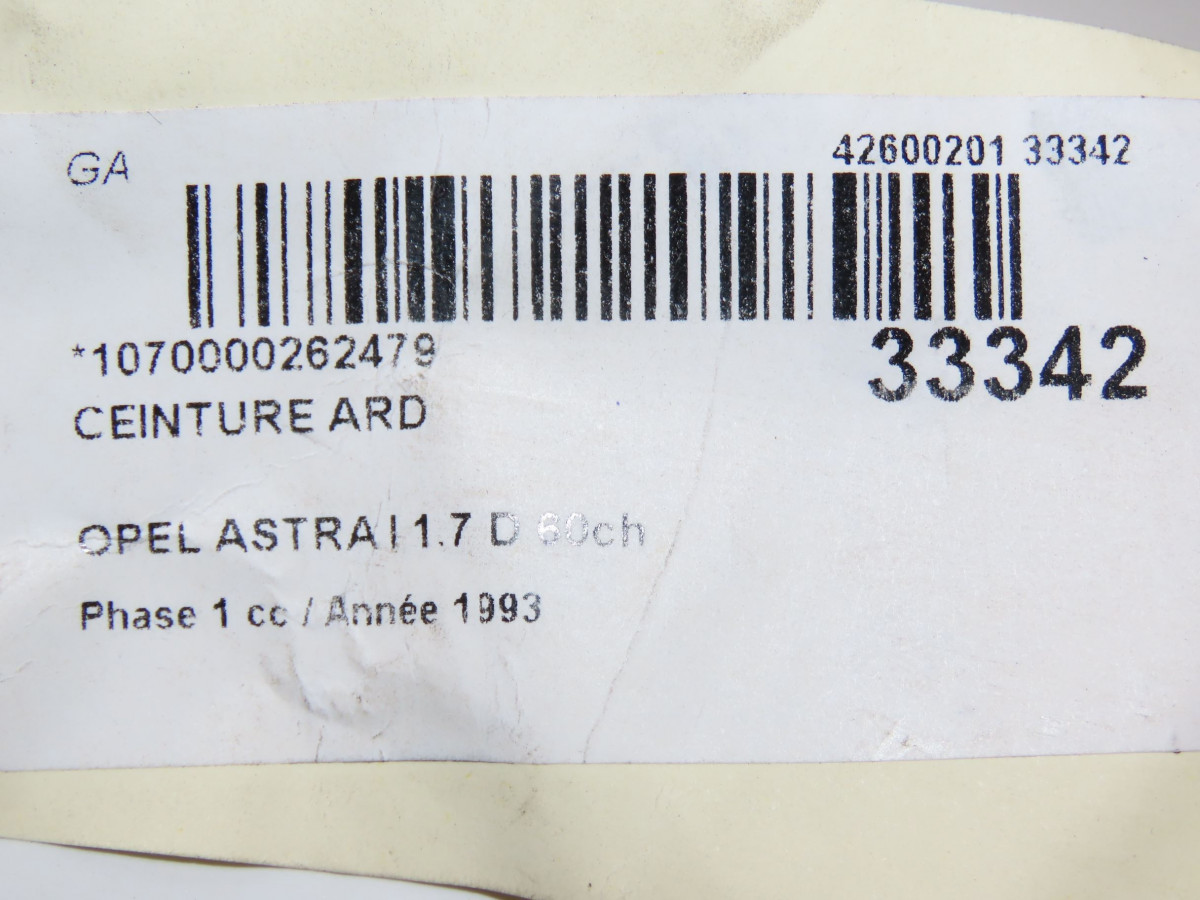 GA
42600201 33342
*1070000262479
33342
CEINTURE ARD
OPEL ASTRA I 1.7 D 60ch
Phase 1 cc / Année 1993